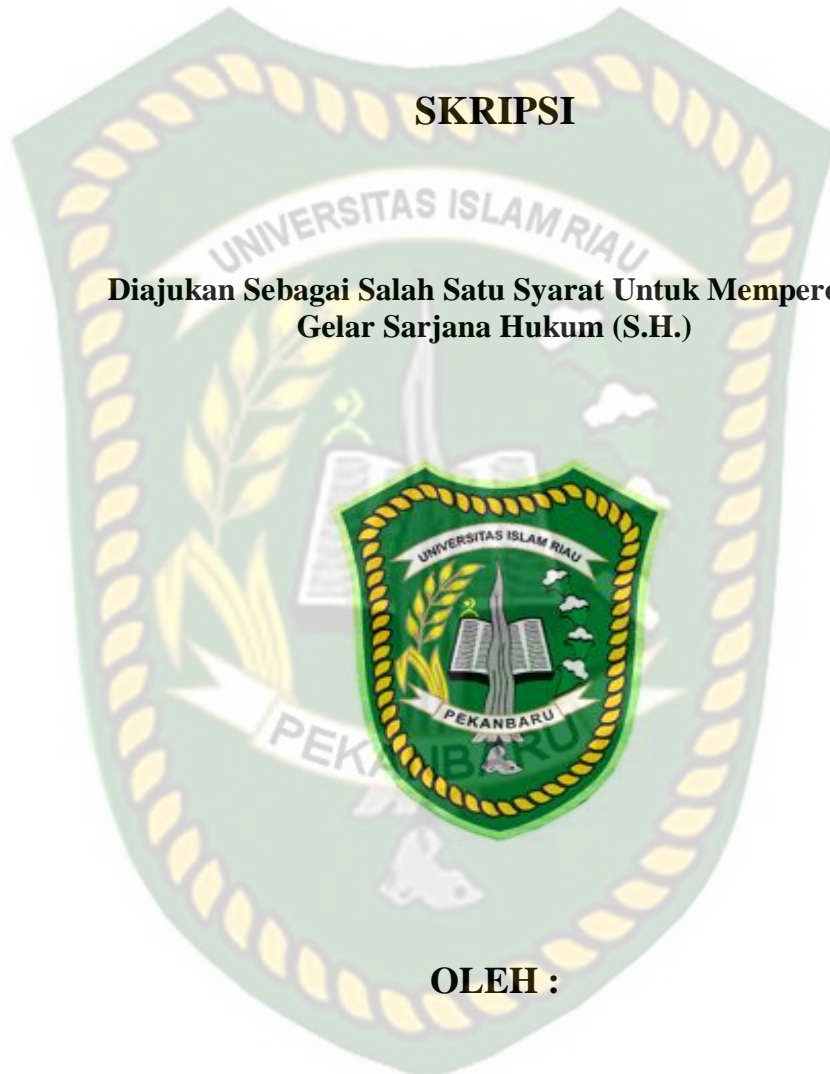 SKRIPSI
UNIVERSITAS ISLAM RIAU
Diajukan Sebagai Salah Satu Syarat Untuk Mempero
Gelar Sarjana Hukum (S.H.)
UNIVERSITAS ISLAM RIAU
PEKANBARU
PEKANBARU
OLEH :